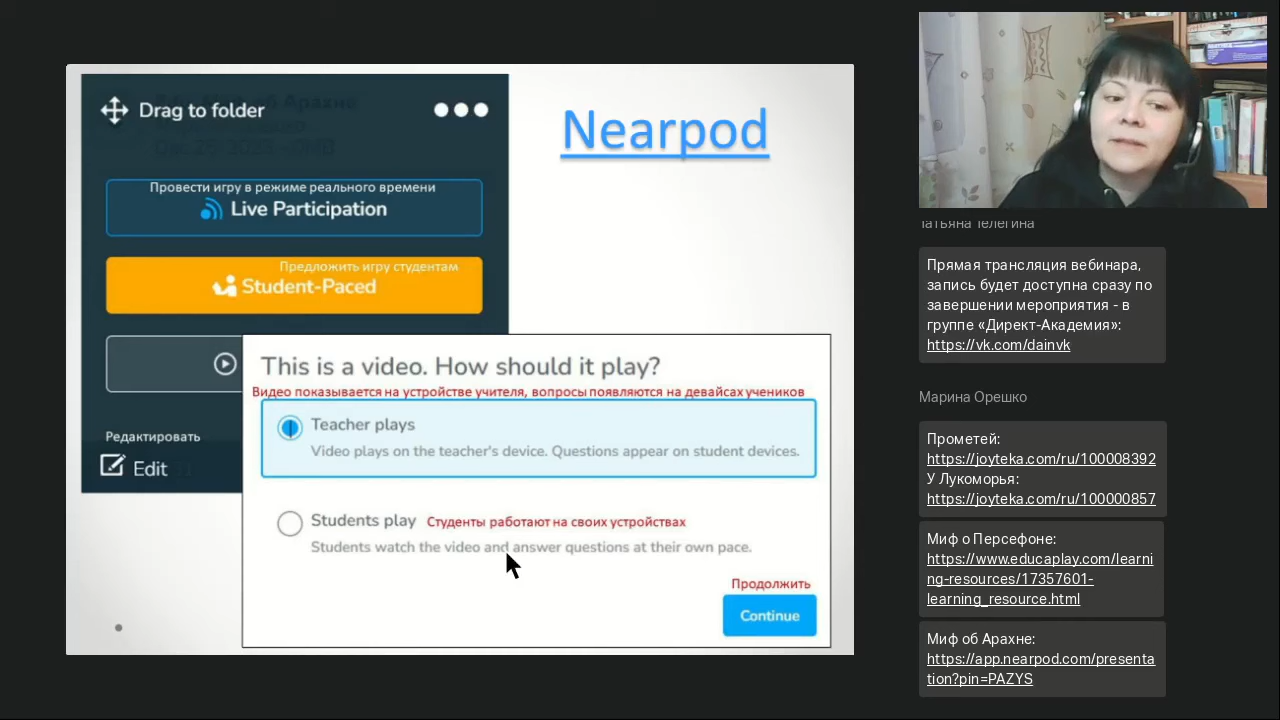 Drag to folder
Nearpod
Провести игру в режиме реального времени
Live Participation
Предложить игру студентам
Student-Paced
This is a video. How should it play?
Видео показывается на устройстве учителя, вопросы появляются на девайсах учеников
Teacher plays
Video plays on the teacher's device. Questions appear on student devices.
Редактировать
Edit
Students play
Студенты работают на своих устройствах
Students watch the video and answer questions at their own pace.
Продолжить
Continue
Татьяна Телегина
Прямая трансляция вебинара,
запись будет доступна сразу по
завершении мероприятия - в
группе «Директ-Академия»:
https://vk.com/dainvk
Марина Орешко
Прометей:
https://joyteka.com/ru/100008392
У Лукоморья:
https://joyteka.com/ru/100000857
Миф о Персефоне:
https://www.educaplay.com/learni
ng-resources/17357601-
learning_resource.html
Миф об Арахне:
https://app.nearpod.com/presenta
tion?pin=PAZYS